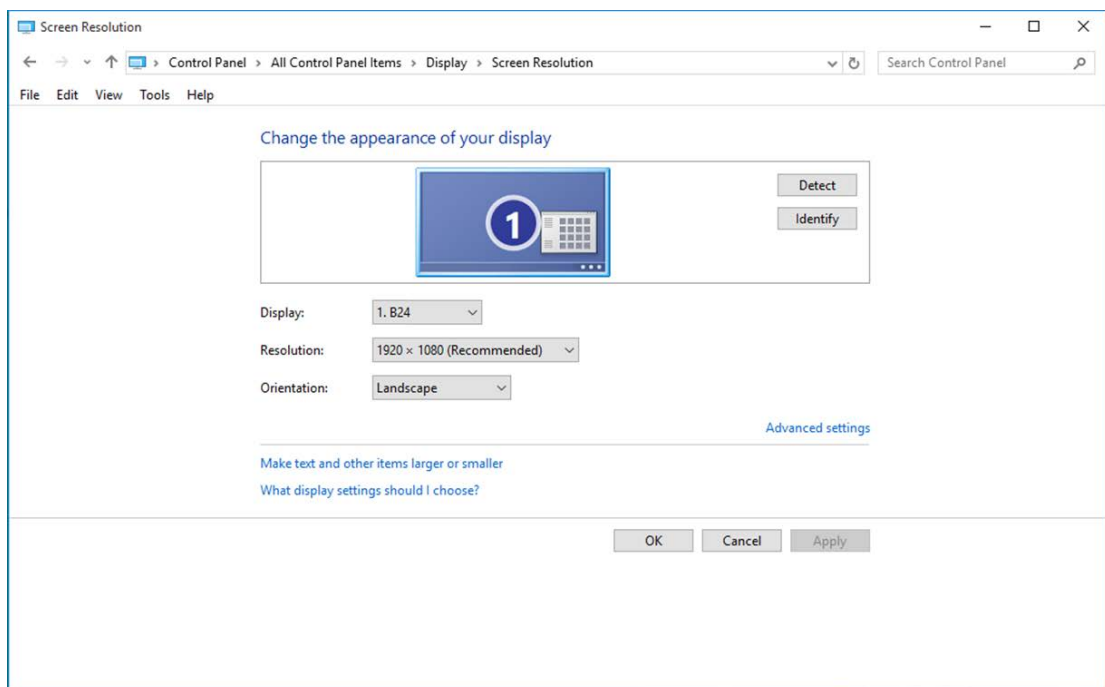 Screen Resolution
Control Panel > All Control Panel Items > Display > Screen Resolution
Search Control Panel
File Edit View Tools Help
Change the appearance of your display
1
Detect
Identify
Display: 1. B24
Resolution: 1920 × 1080 (Recommended)
Orientation: Landscape
Advanced settings
Make text and other items larger or smaller
What display settings should I choose?
OK Cancel Apply